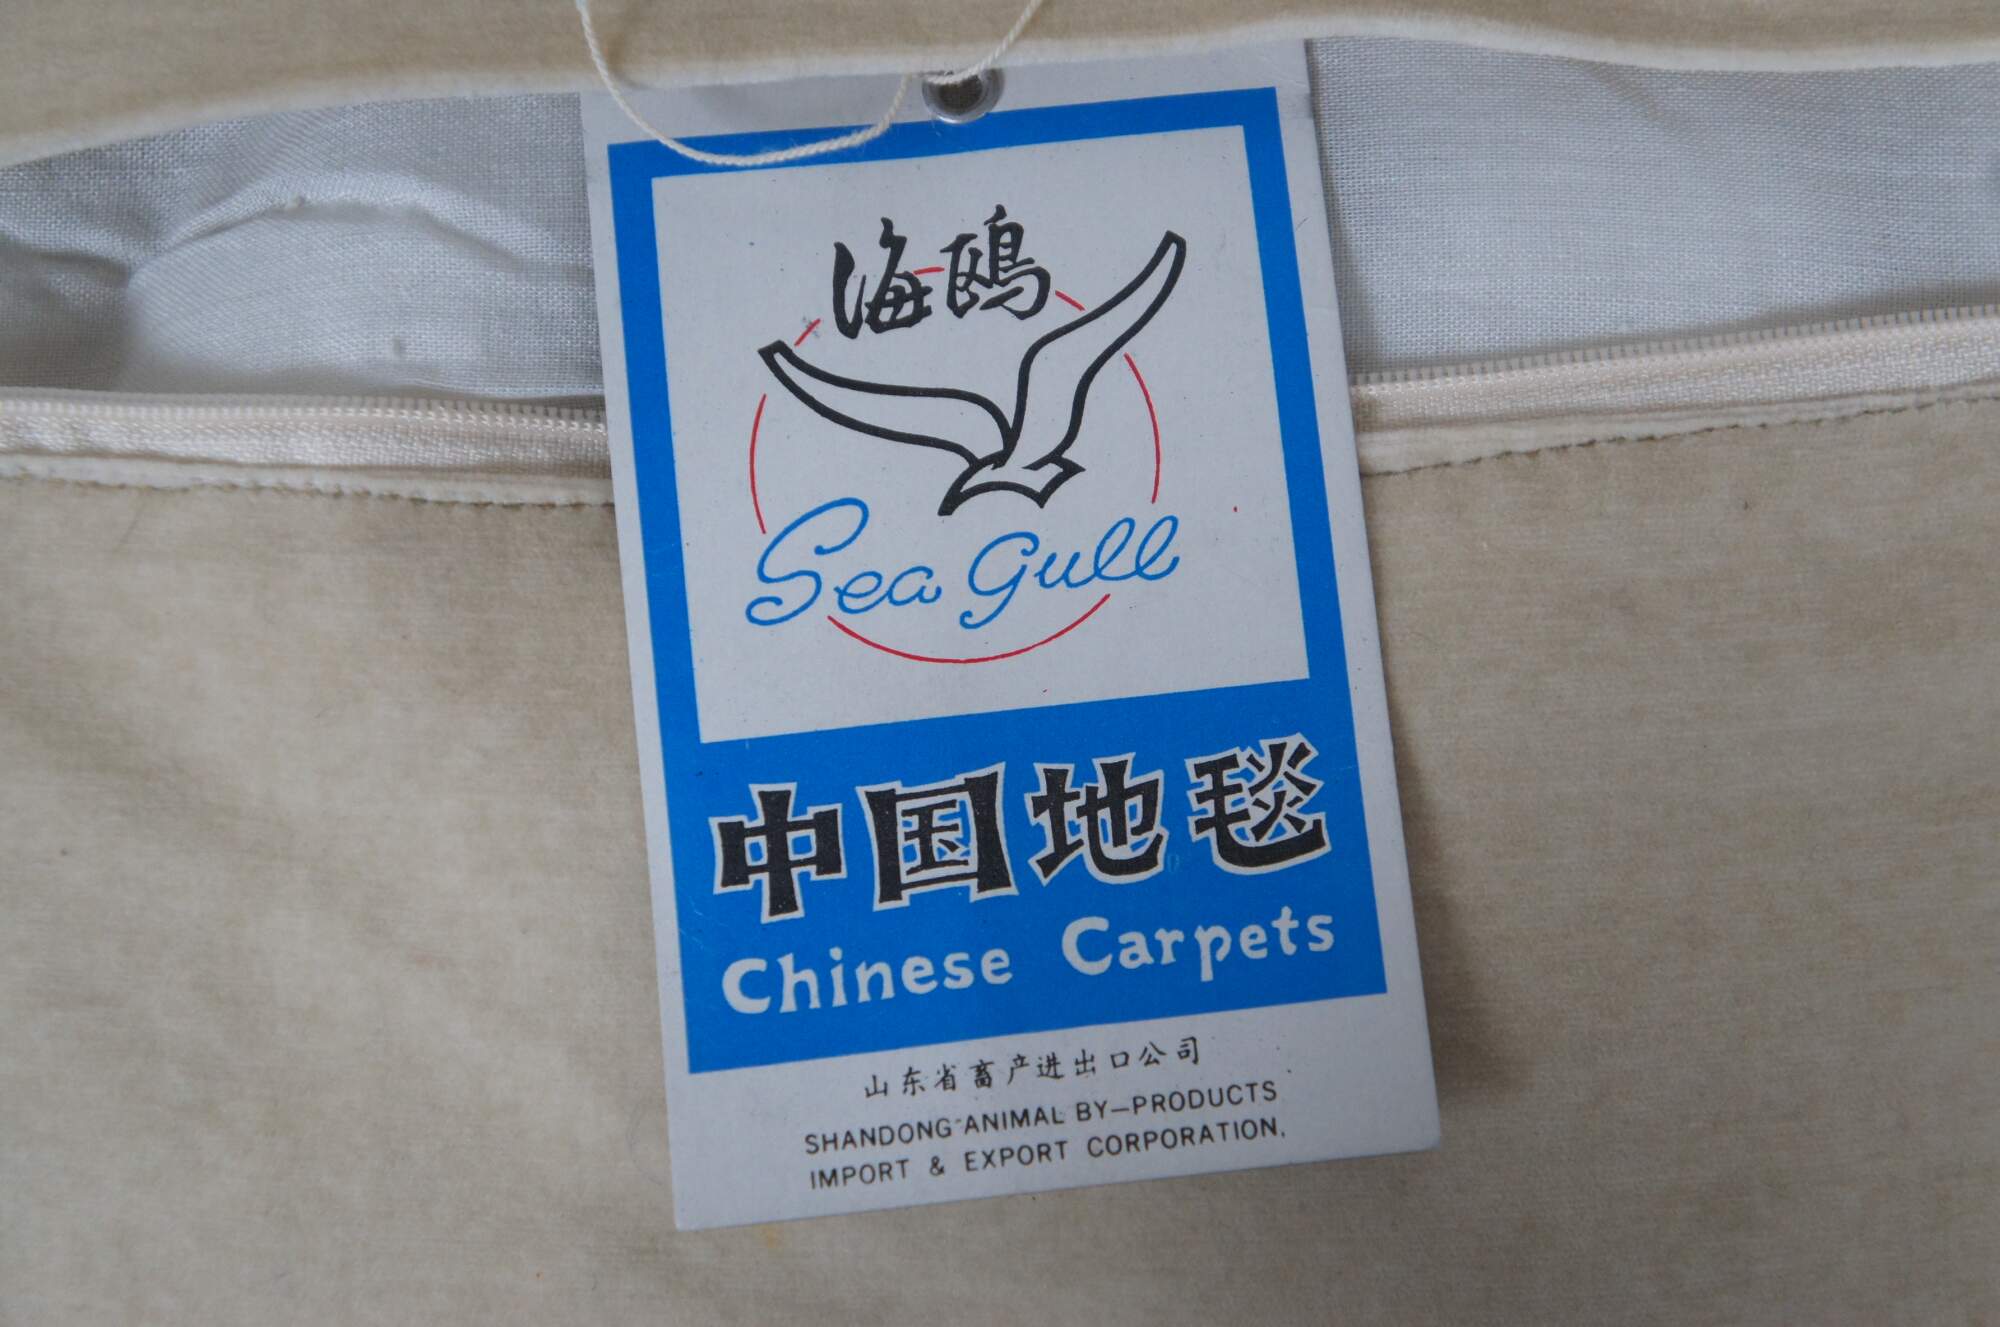 海鸥
Sea Gull
中国地毯
Chinese Carpets
山东省畜产进出口公司
SHANDONG ANIMAL BY-PRODUCTS
IMPORT & EXPORT CORPORATION.